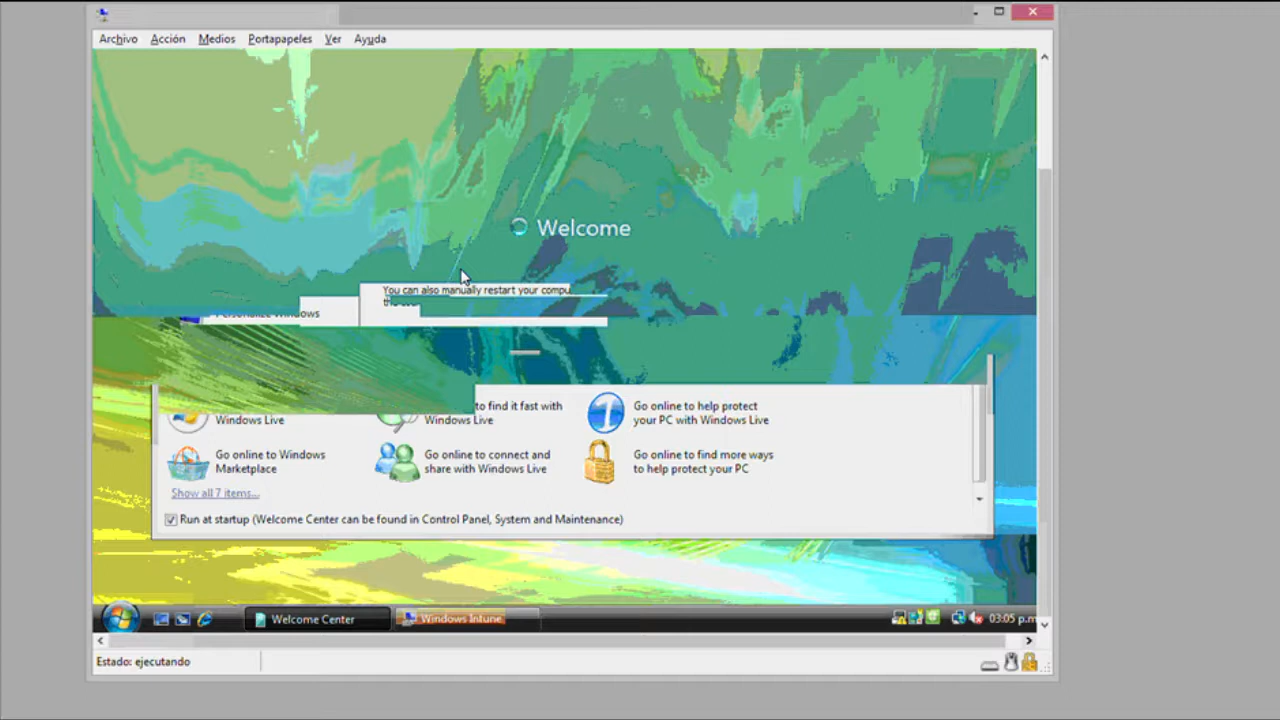 Archivo Acción Medios Portapapeles Ver Ayuda
Welcome
You can also manually restart your compu
Personalize Windows
to find it fast with
Windows Live
Go online to help protect
your PC with Windows Live
Windows Live
Go online to Windows
Marketplace
Go online to connect and
share with Windows Live
Go online to find more ways
to help protect your PC
Show all 7 items...
Run at startup (Welcome Center can be found in Control Panel, System and Maintenance)
Welcome Center
Windows Intune
03:05 p.m
Estado: ejecutando